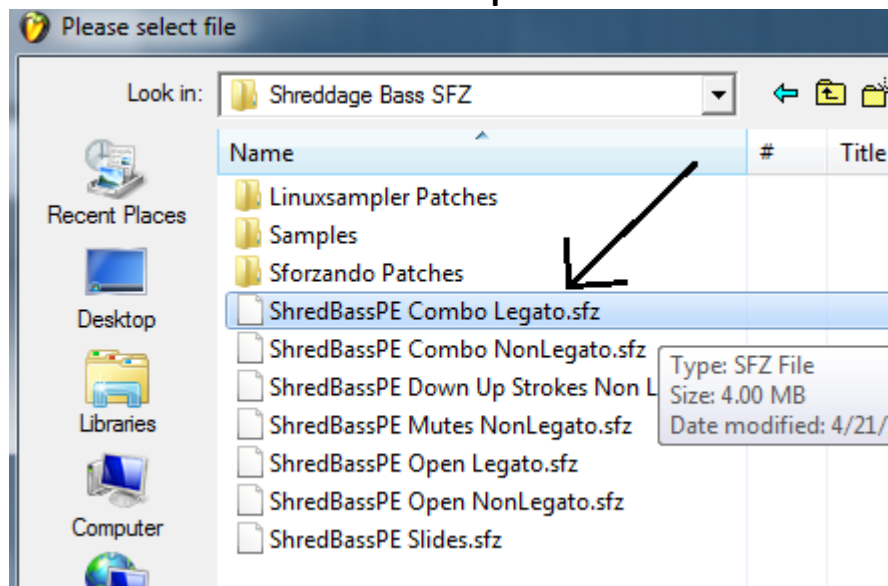 Please select file
Look in: Shreddage Bass SFZ
Name # Title
Recent Places
Desktop
Libraries
Computer
Linuxsampler Patches
Samples
Sforzando Patches
ShredBassPE Combo Legato.sfz
ShredBassPE Combo NonLegato.sfz
ShredBassPE Down Up Strokes Non L
ShredBassPE Mutes NonLegato.sfz
ShredBassPE Open Legato.sfz
ShredBassPE Open NonLegato.sfz
ShredBassPE Slides.sfz
Type: SFZ File
Size: 4.00 MB
Date modified: 4/21/